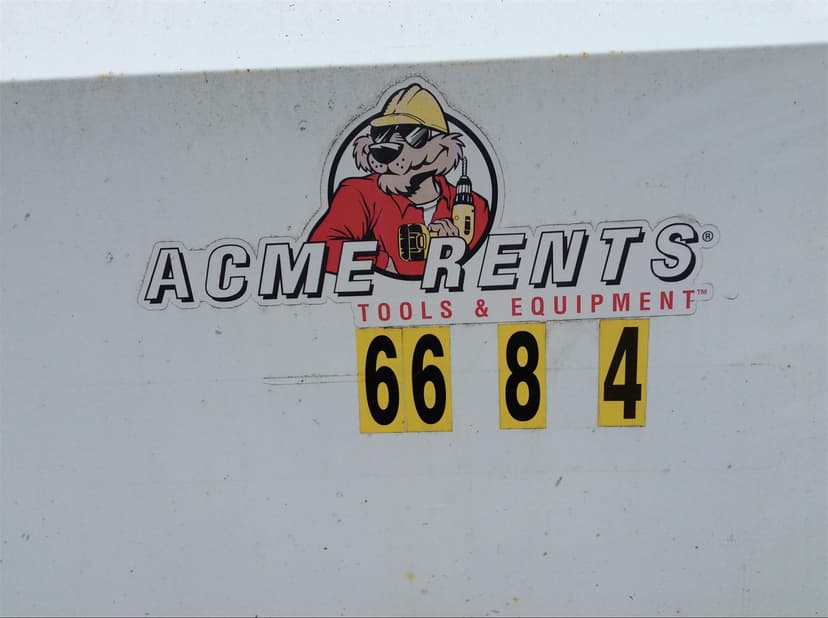 ACME RENTS®
TOOLS & EQUIPMENT™
66 8 4